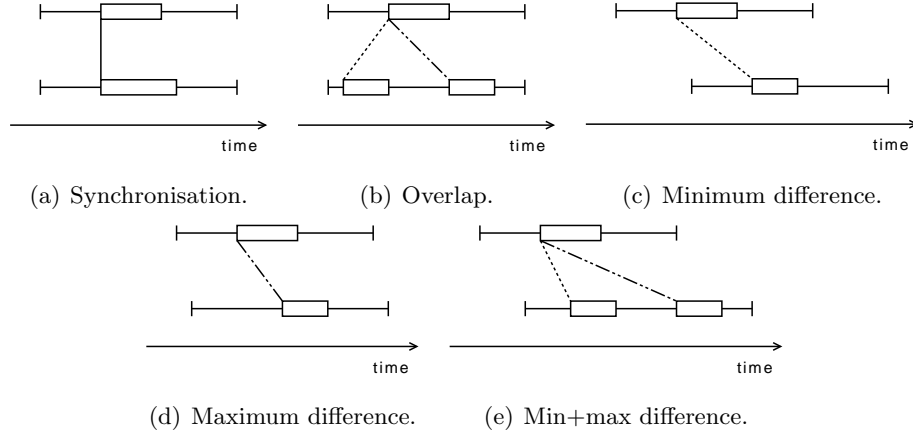 time time time
(a) Synchronisation. (b) Overlap. (c) Minimum difference.
time time
(d) Maximum difference. (e) Min+max difference.